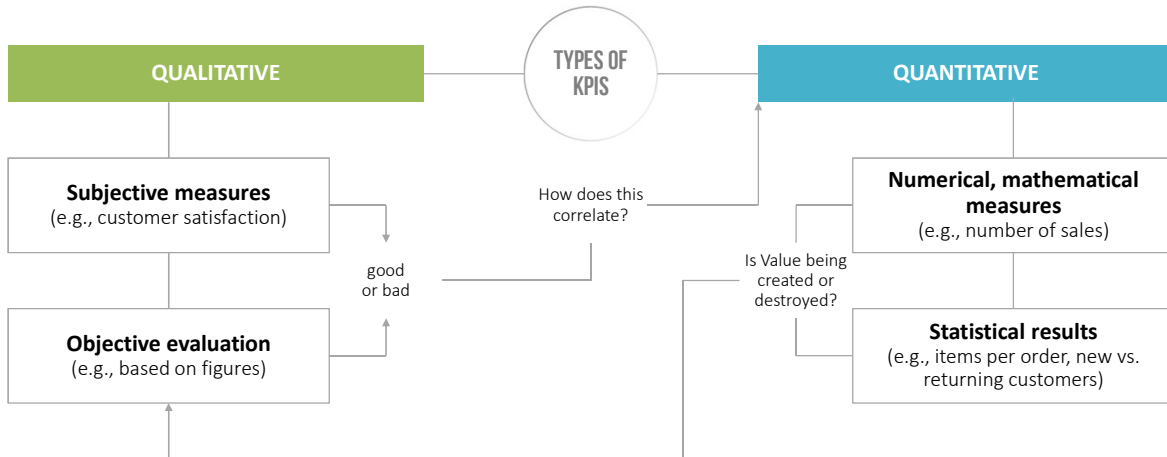 TYPES OF
KPIS
QUALITATIVE
QUANTITATIVE
Subjective measures
(e.g., customer satisfaction)
Objective evaluation
(e.g., based on figures)
good
or bad
How does this
correlate?
Is Value being
created or
destroyed?
Numerical, mathematical
measures
(e.g., number of sales)
Statistical results
(e.g., items per order, new vs.
returning customers)